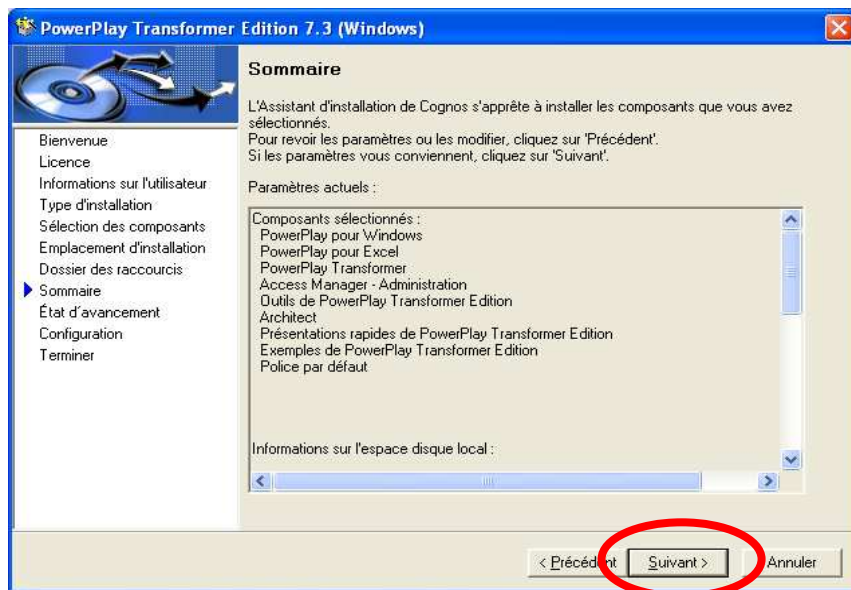 PowerPlay Transformer Edition 7.3 (Windows)
Bienvenue
Licence
Informations sur l'utilisateur
Type d'installation
Sélection des composants
Emplacement d'installation
Dossier des raccourcis
Sommaire
État d´avancement
Configuration
Terminer
Sommaire
L'Assistant d'installation de Cognos s'apprête à installer les composants que vous avez
sélectionnés.
Pour revoir les paramètres ou les modifier, cliquez sur 'Précédent'.
Si les paramètres vous conviennent, cliquez sur 'Suivant'.
Paramètres actuels :
Composants sélectionnés :
PowerPlay pour Windows
PowerPlay pour Excel
PowerPlay Transformer
Access Manager - Administration
Outils de PowerPlay Transformer Edition
Architect
Présentations rapides de PowerPlay Transformer Edition
Exemples de PowerPlay Transformer Edition
Police par défaut
Informations sur l'espace disque local :
< Précédent
Suivant >
Annuler